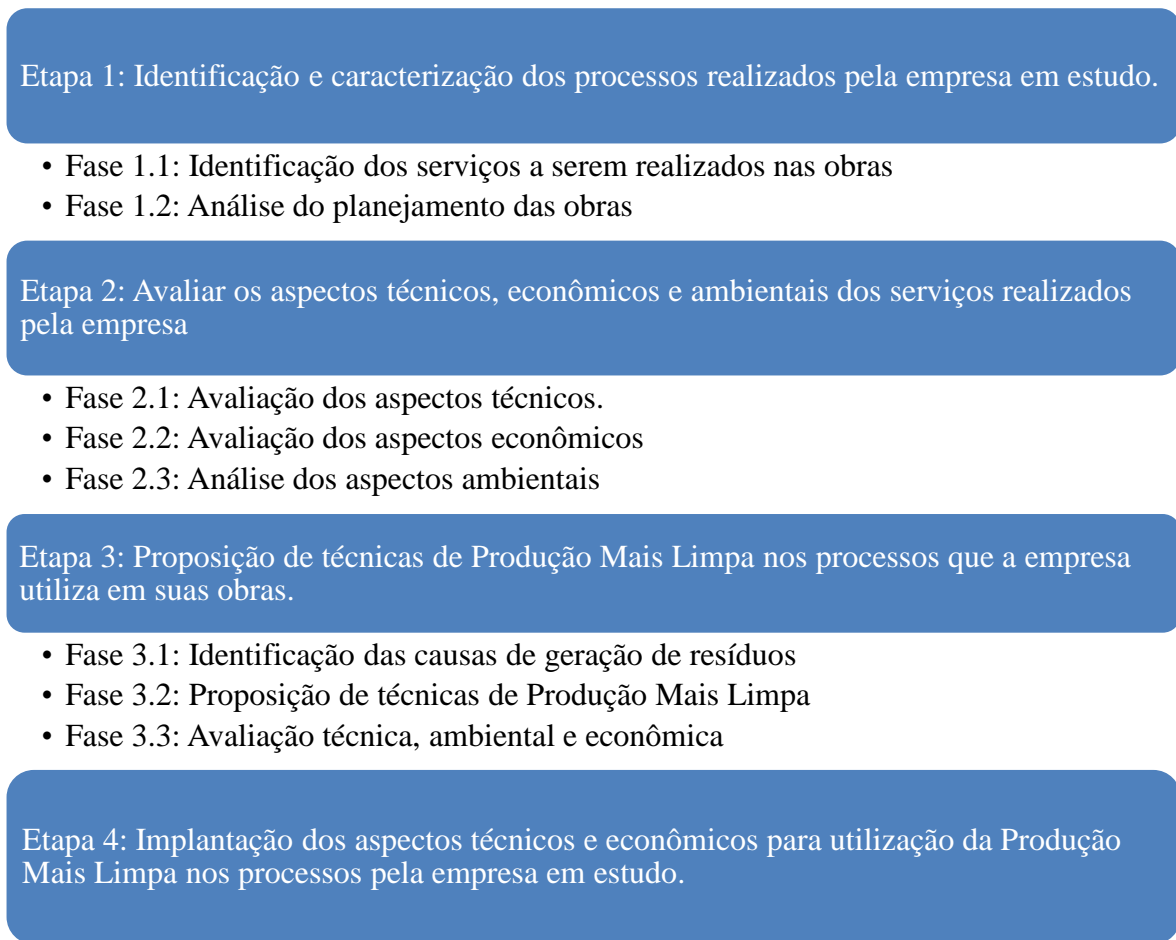 Etapa 1: Identificação e caracterização dos processos realizados pela empresa em estudo.
• Fase 1.1: Identificação dos serviços a serem realizados nas obras
• Fase 1.2: Análise do planejamento das obras
Etapa 2: Avaliar os aspectos técnicos, econômicos e ambientais dos serviços realizados
pela empresa
• Fase 2.1: Avaliação dos aspectos técnicos.
• Fase 2.2: Avaliação dos aspectos econômicos
• Fase 2.3: Análise dos aspectos ambientais
Etapa 3: Proposição de técnicas de Produção Mais Limpa nos processos que a empresa
utiliza em suas obras.
• Fase 3.1: Identificação das causas de geração de resíduos
• Fase 3.2: Proposição de técnicas de Produção Mais Limpa
• Fase 3.3: Avaliação técnica, ambiental e econômica
Etapa 4: Implantação dos aspectos técnicos e econômicos para utilização da Produção
Mais Limpa nos processos pela empresa em estudo.